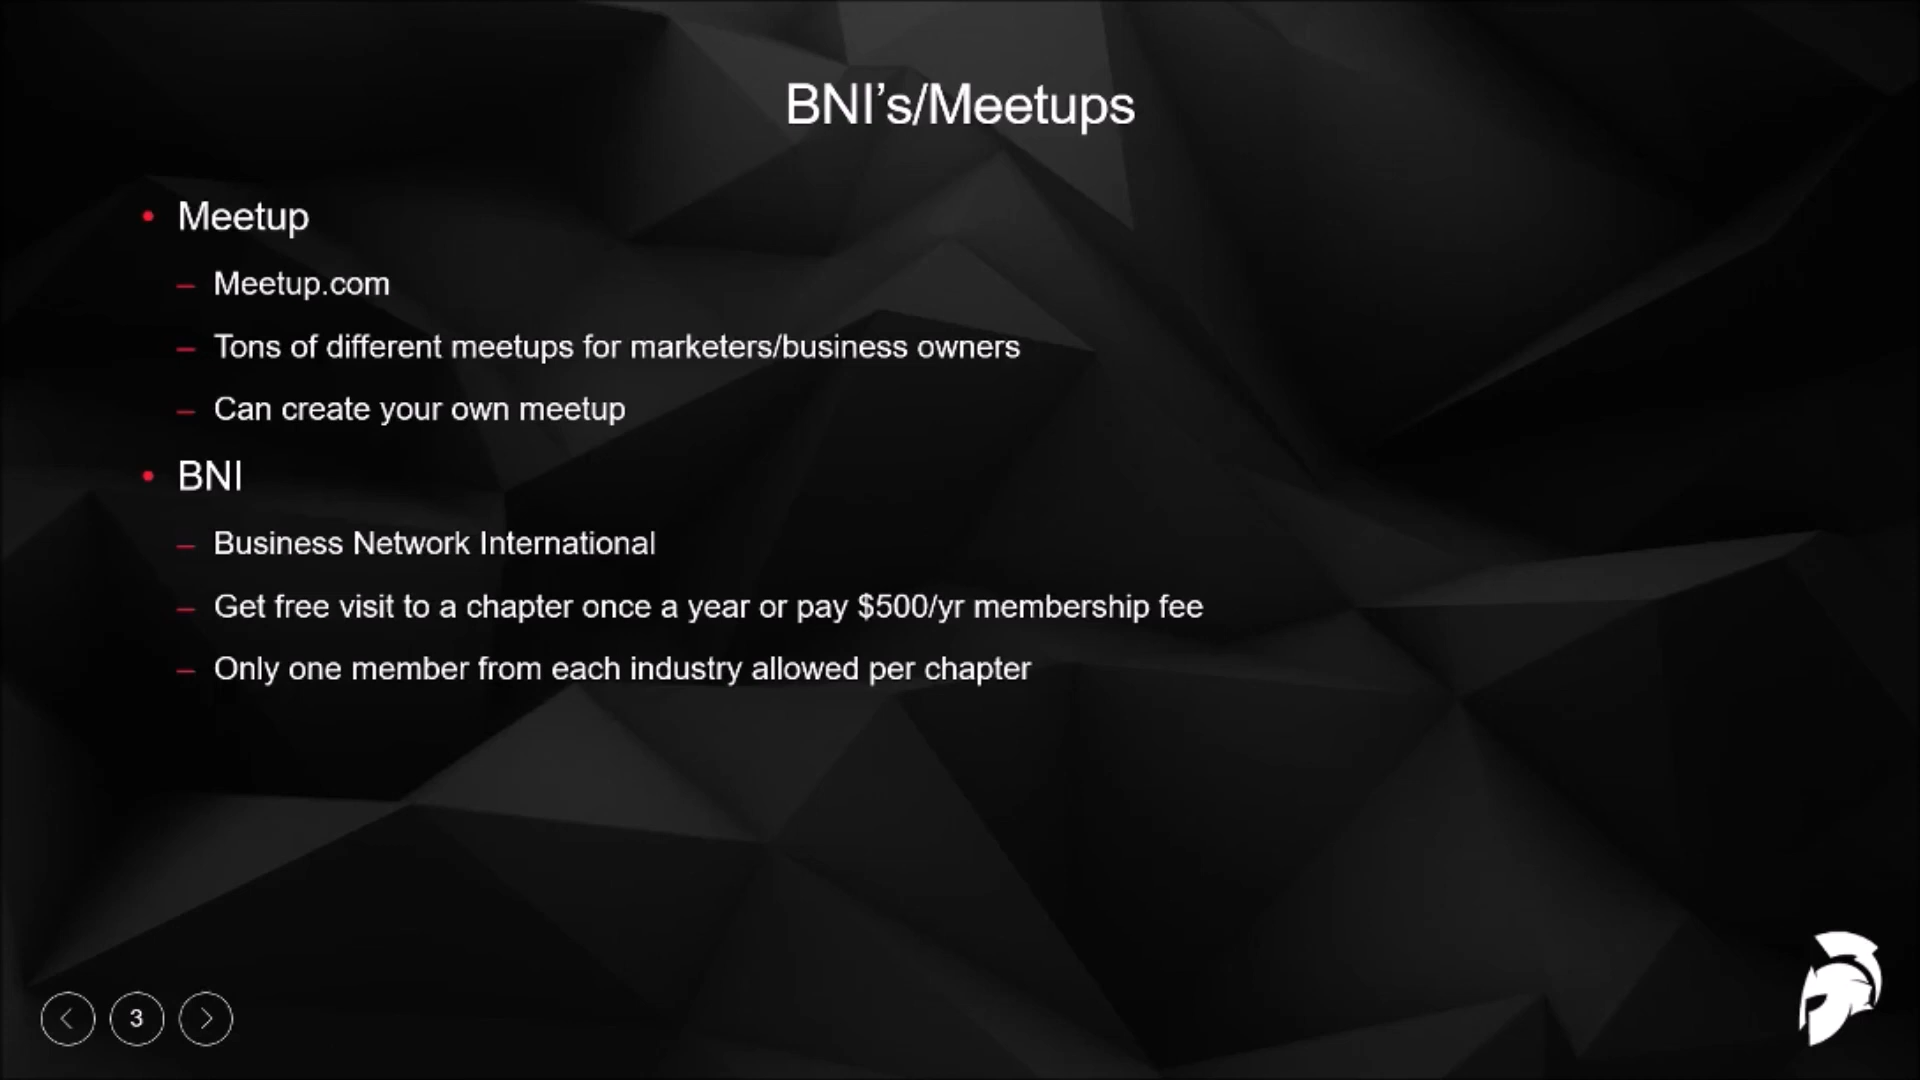 BNI’s/Meetups
• Meetup
– Meetup.com
– Tons of different meetups for marketers/business owners
– Can create your own meetup
• BNI
– Business Network International
– Get free visit to a chapter once a year or pay $500/yr membership fee
– Only one member from each industry allowed per chapter
3